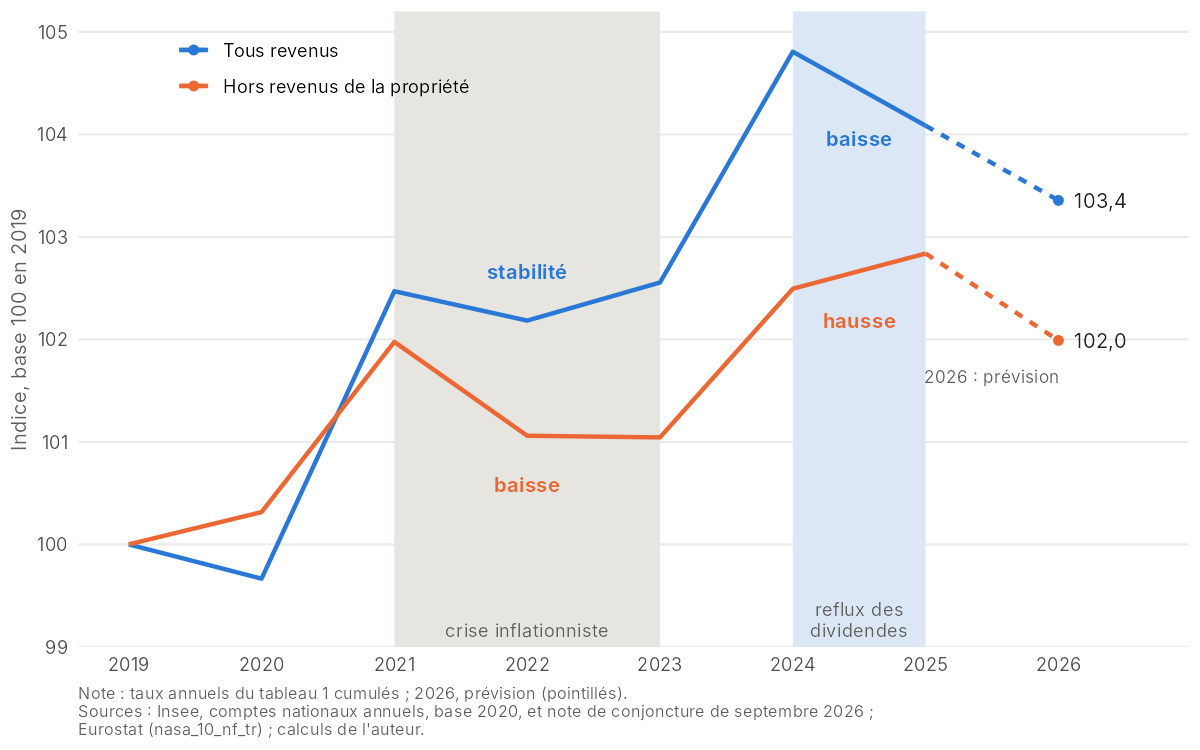 105
Tous revenus
Hors revenus de la propriété
104
baisse
103,4
103
stabilité
hausse
102
102,0
2026 : prévision
101
baisse
100
reflux des
dividendes
crise inflationniste
99
Indice, base 100 en 2019
2019 2020 2021 2022 2023 2024 2025 2026
Note : taux annuels du tableau 1 cumulés ; 2026, prévision (pointillés).
Sources : Insee, comptes nationaux annuels, base 2020, et note de conjoncture de septembre 2026 ;
Eurostat (nasa_10_nf_tr) ; calculs de l'auteur.